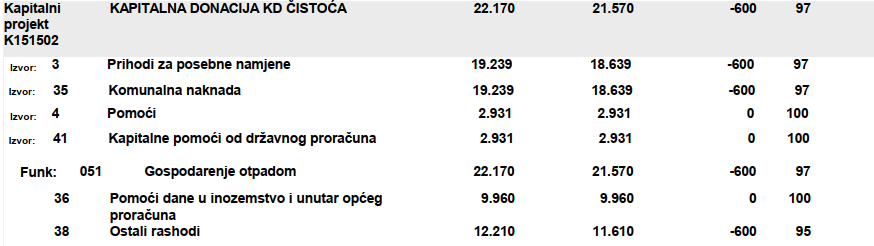 Kapitalni projekt K151502 KAPITALNA DONACIJA KD ČISTOĆA 22.170 21.570 -600 97
Izvor: 3 Prihodi za posebne namjene 19.239 18.639 -600 97
Izvor: 35 Komunalna naknada 19.239 18.639 -600 97
Izvor: 4 Pomoći 2.931 2.931 0 100
Izvor: 41 Kapitalne pomoći od državnog proračuna 2.931 2.931 0 100
Funk: 051 Gospodarenje otpadom 22.170 21.570 -600 97
36 Pomoći dane u inozemstvo i unutar općeg proračuna 9.960 9.960 0 100
38 Ostali rashodi 12.210 11.610 -600 95